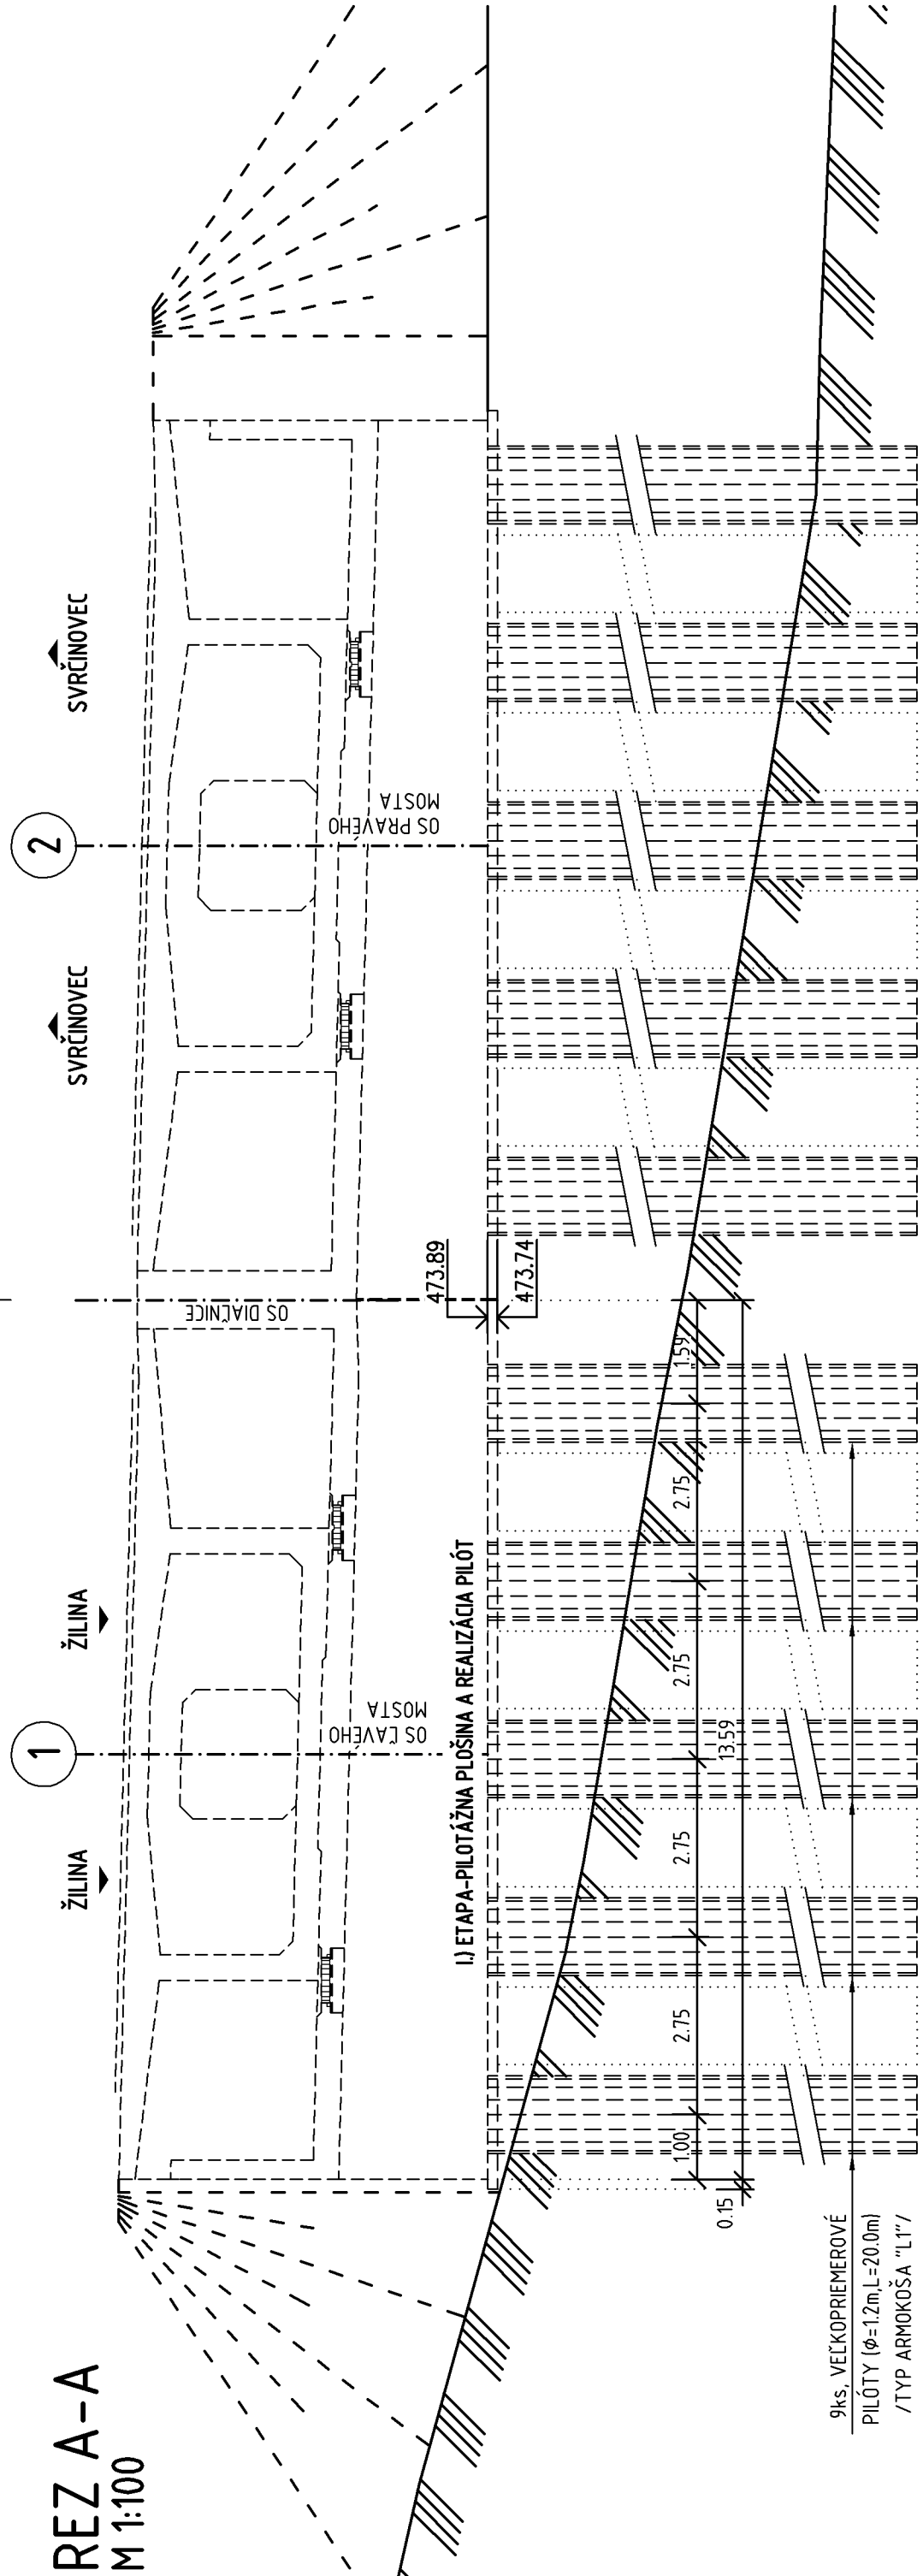 REZ A-A
M 1:100
1
2
ŽILINA
ŽILINA
SVRČINOVEC
SVRČINOVEC
OS ĽAVÉHO
MOSTA
OS DIAĽNICE
OS PRAVÉHO
MOSTA
473.89
473.74
I.) ETAPA-PILOTÁŽNA PLOŠINA A REALIZÁCIA PILÓT
0.15
1.00
2.75
2.75
2.75
2.75
1.59
13.59
9ks, VEĽKOPRIEMEROVÉ
PILÓTY (Ø=1.2m,L=20.0m)
/TYP ARMOKOŠA "L1"/